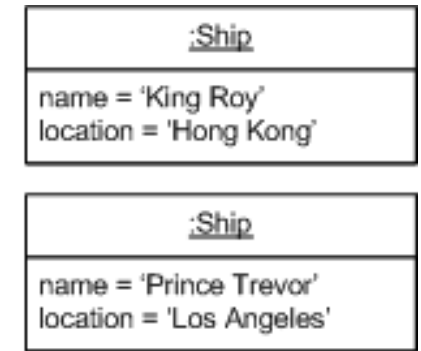 :Ship
name = ‘King Roy’
location = 'Hong Kong’
:Ship
name = ‘Prince Trevor’
location = 'Los Angeles’